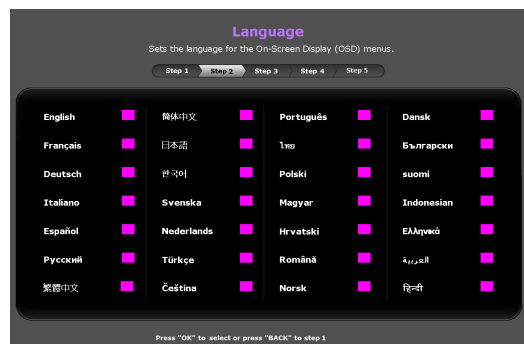 Language
Sets the language for the On-Screen Display (OSD) menus.
Step 1 Step 2 Step 3 Step 4 Step 5
English 简体中文 Português Dansk
Français 日本語 ไทย Български
Deutsch 한국어 Polski suomi
Italiano Svenska Magyar Indonesian
Español Nederlands Hrvatski Ελληνικά
Русский Türkçe Română العربية
繁體中文 Čeština Norsk हिन्दी
Press "OK" to select or press "BACK" to step 1